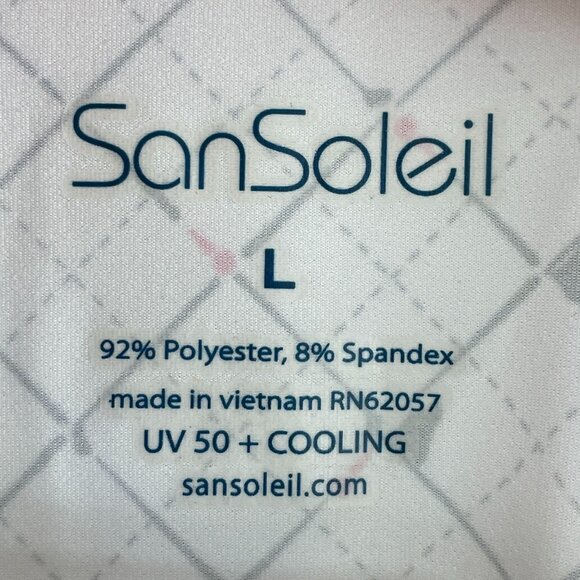 SanSoleil
L
92% Polyester, 8% Spandex
made in vietnam RN62057
UV 50 + COOLING
sansoleil.com